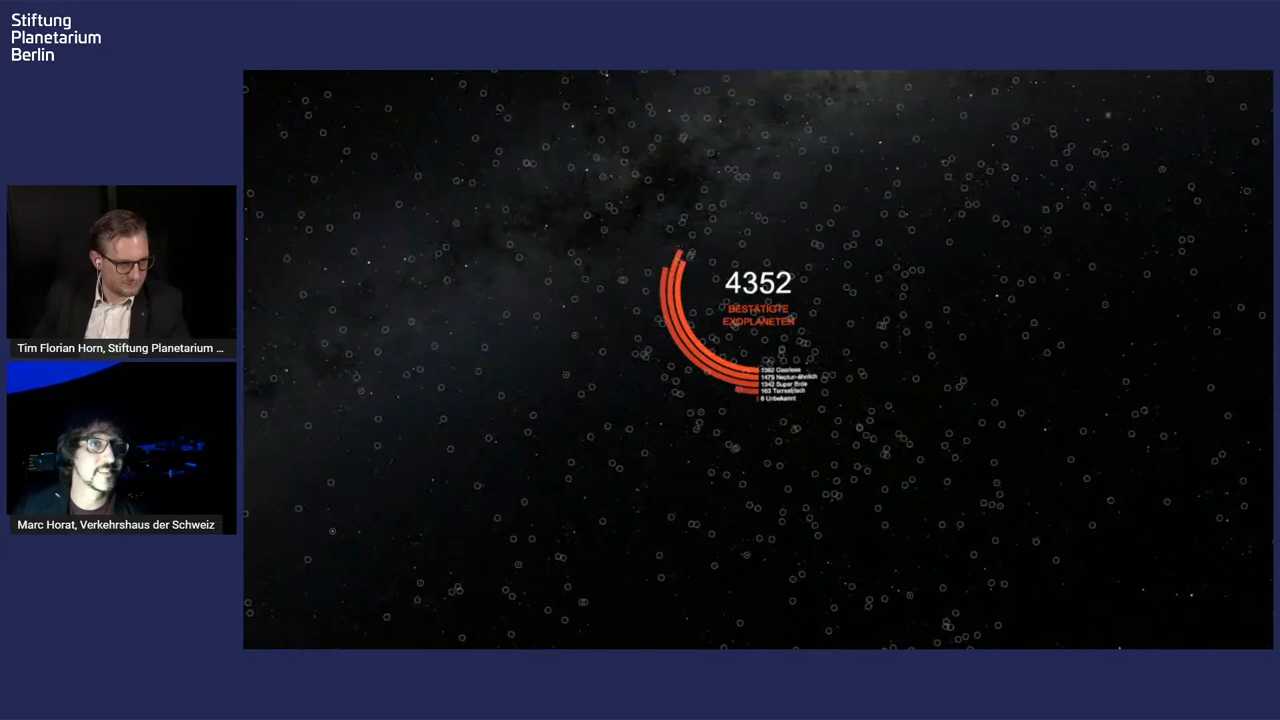 Stiftung
Planetarium
Berlin
4352
BESTÄTIGTE
EXOPLANETEN
1362 Gasriese
1479 Neptun-ähnlich
1342 Super Erde
163 Terrestrisch
6 Unbekannt
Tim Florian Horn, Stiftung Planetarium ...
Marc Horat, Verkehrshaus der Schweiz